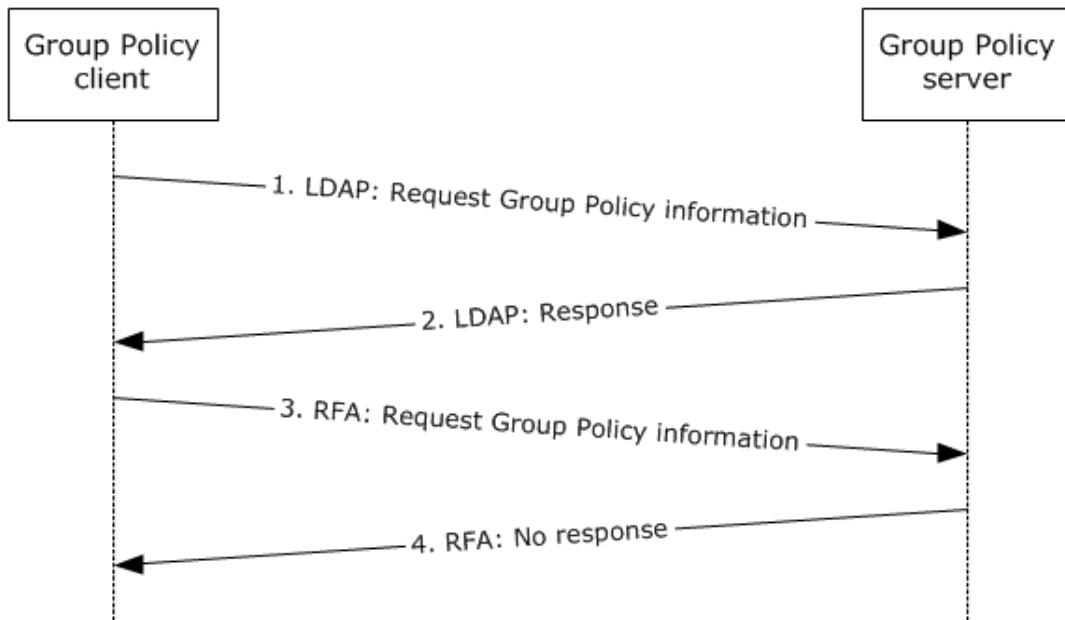 Group Policy
client
Group Policy
server
1. LDAP: Request Group Policy information
2. LDAP: Response
3. RFA: Request Group Policy information
4. RFA: No response